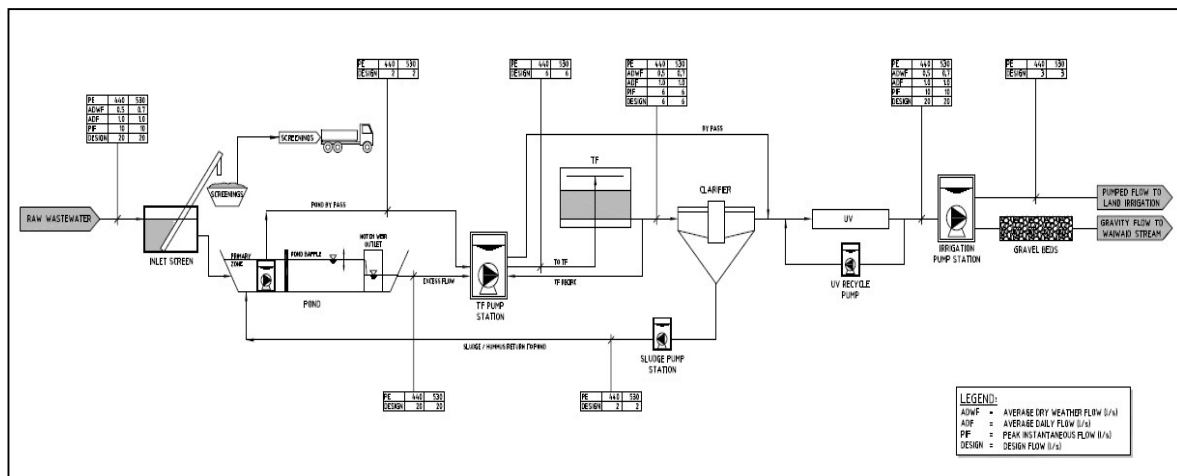 PE 440 530
DESIGN 2 2
PE 440 530
DESIGN 6 6
PE 440 530
ADWF 0.5 0.7
ADF 1.0 1.0
PIF 6 6
DESIGN 6 6
PE 440 530
ADWF 0.5 0.7
ADF 1.0 1.0
PIF 10 10
DESIGN 20 20
PE 440 530
DESIGN 3 3
PE 440 530
ADWF 0.5 0.7
ADF 1.0 1.0
PIF 10 10
DESIGN 20 20
SCREENINGS
SCREENINGS
BY PASS
TF
CLARIFIER
RAW WASTEWATER
INLET SCREEN
POND BY PASS
PRIMARY
ZONE
POND BAFFLE
NOTCH WEIR
OUTLET
POND
EXCESS FLOW
TO TF
TF RECIRC
TF PUMP
STATION
UV
UV RECYCLE
PUMP
IRRIGATION
PUMP STATION
PUMPED FLOW TO
LAND IRRIGATION
GRAVITY FLOW TO
WAIWAIO STREAM
GRAVEL BEDS
SLUDGE / HUMMUS RETURN TO POND
SLUDGE PUMP
STATION
PE 440 530
DESIGN 20 20
PE 440 530
DESIGN 2 2
LEGEND:
ADWF = AVERAGE DRY WEATHER FLOW (l/s)
ADF = AVERAGE DAILY FLOW (l/s)
PIF = PEAK INSTANTANEOUS FLOW (l/s)
DESIGN = DESIGN FLOW (l/s)